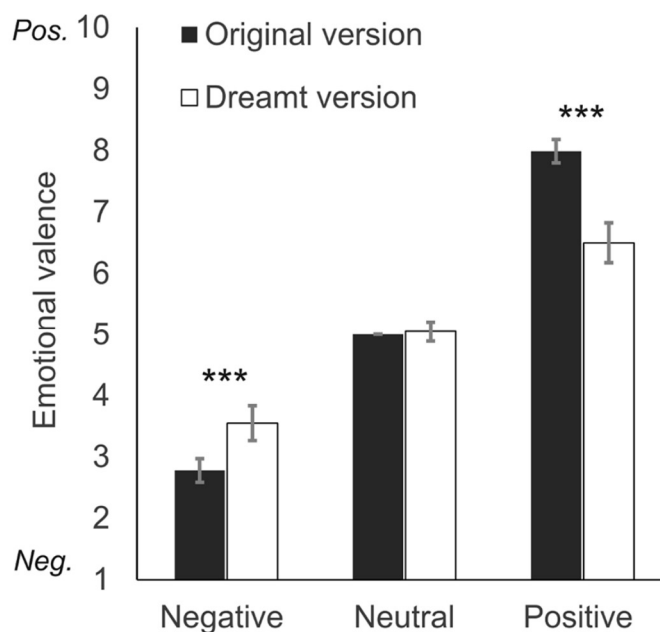 Pos. 10 Original version
9 Dreamt version
8 ***
7
6
5
4 ***
3
2
Neg. 1
Emotional valence
Negative Neutral Positive